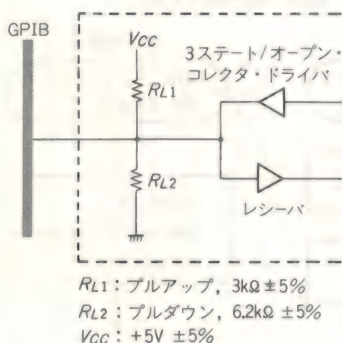 GPIB
Vcc
3ステート/オープン・
コレクタ・ドライバ
RL1
RL2
レシーバ
RL1：プルアップ，3kΩ ±5%
RL2：プルダウン，6.2kΩ ±5%
Vcc：+5V ±5%